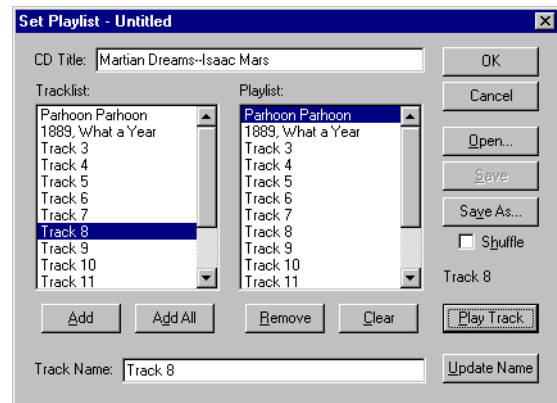 Set Playlist - Untitled
CD Title: Martian Dreams--Isaac Mars
OK
Tracklist:
Playlist:
Cancel
Parhoon Parhoon
1889, What a Year
Track 3
Track 4
Track 5
Track 6
Track 7
Track 8
Track 9
Track 10
Track 11
Parhoon Parhoon
1889, What a Year
Track 3
Track 4
Track 5
Track 6
Track 7
Track 8
Track 9
Track 10
Track 11
Open...
Save
Save As...
Shuffle
Track 8
Add
Add All
Remove
Clear
Play Track
Track Name: Track 8
Update Name